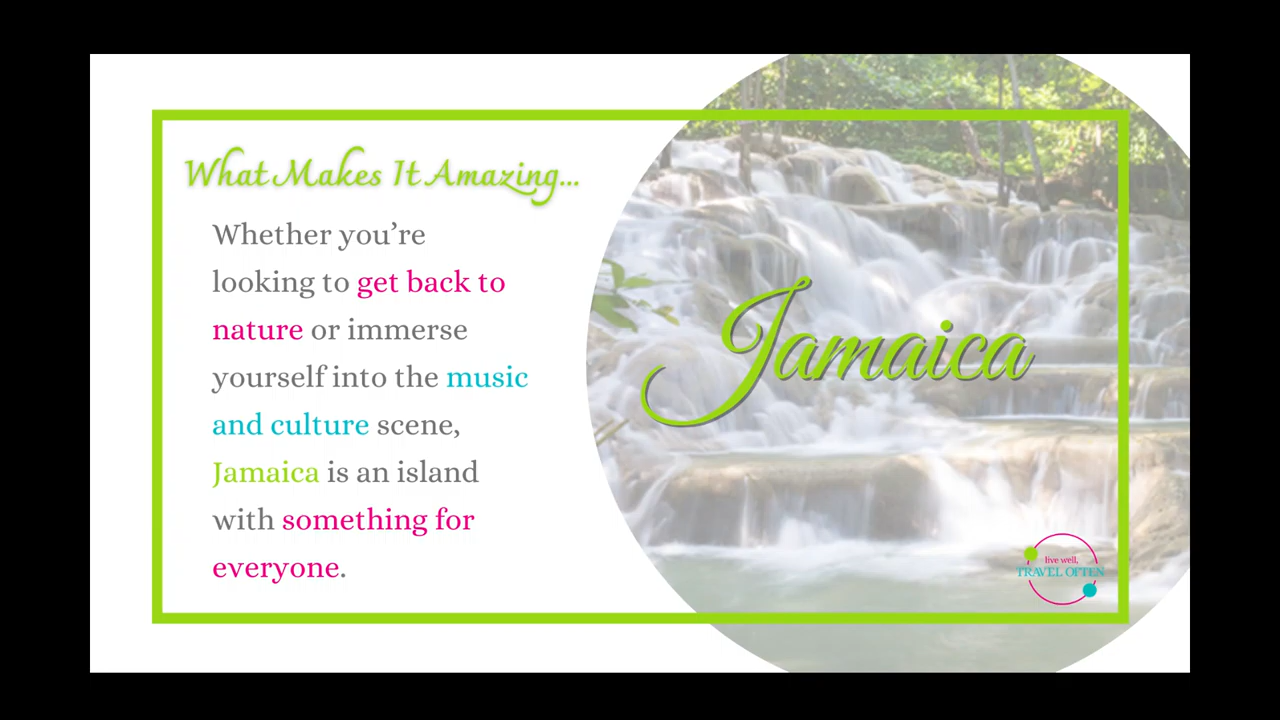 What Makes It Amazing...
Whether you’re
looking to get back to
nature or immerse
yourself into the music
and culture scene,
Jamaica is an island
with something for
everyone.
Jamaica
live well,
TRAVEL OFTEN